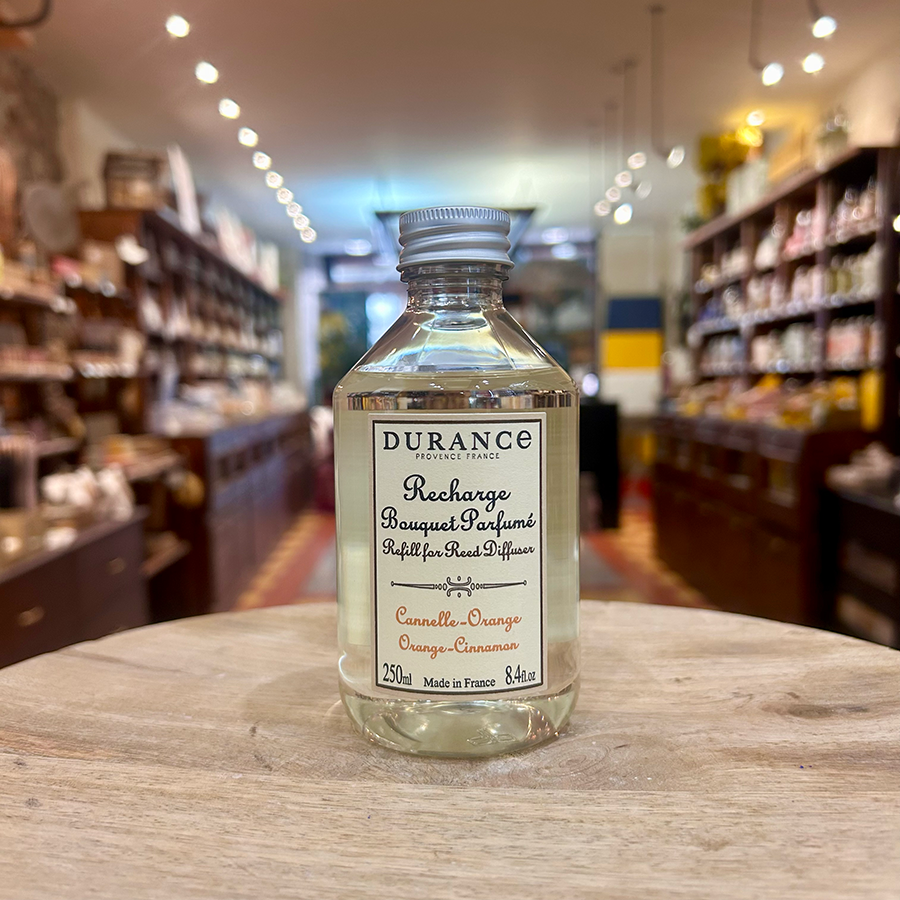 DURANCE
PROVENCE FRANCE
Recharge
Bouquet Parfumé
Refill for Reed Diffuser
Cannelle-Orange
Orange-Cinnamon
250ml Made in France 8.4fl.oz